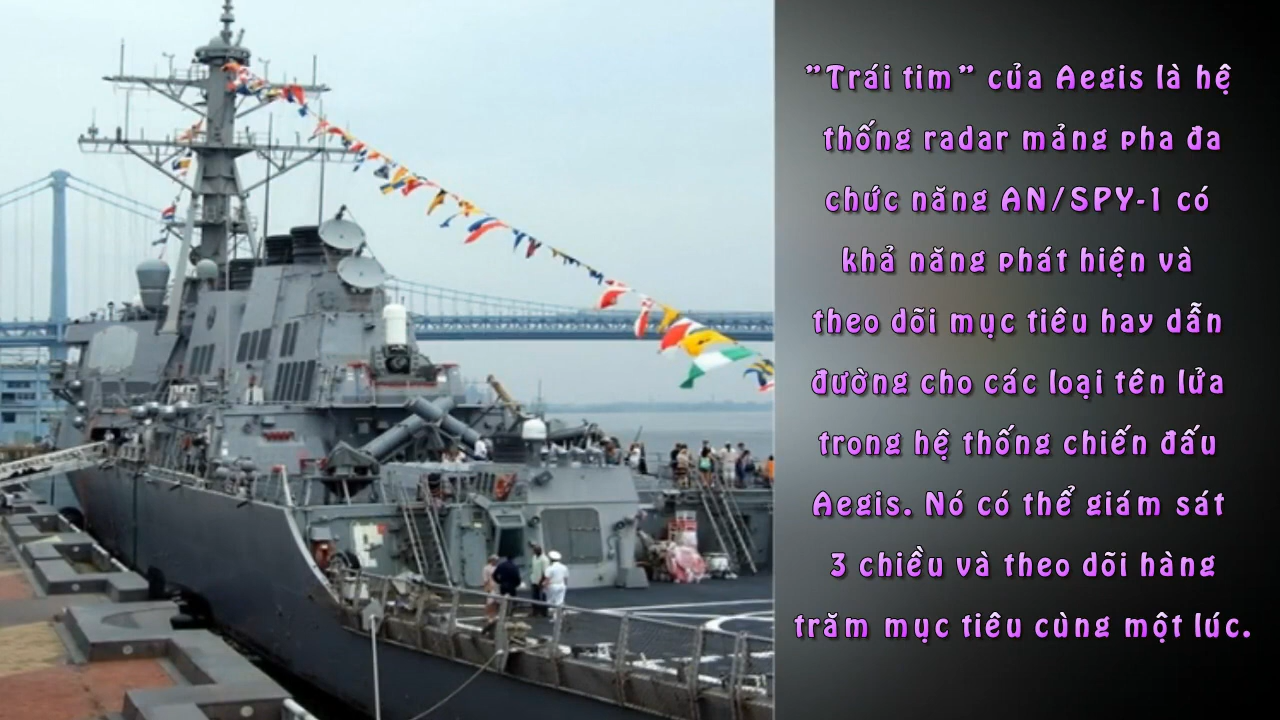 "Trái tim" của Aegis là hệ
thống radar mảng pha đa
chức năng AN/SPY-1 có
khả năng phát hiện và
theo dõi mục tiêu hay dẫn
đường cho các loại tên lửa
trong hệ thống chiến đấu
Aegis. Nó có thể giám sát
3 chiều và theo dõi hàng
trăm mục tiêu cùng một lúc.